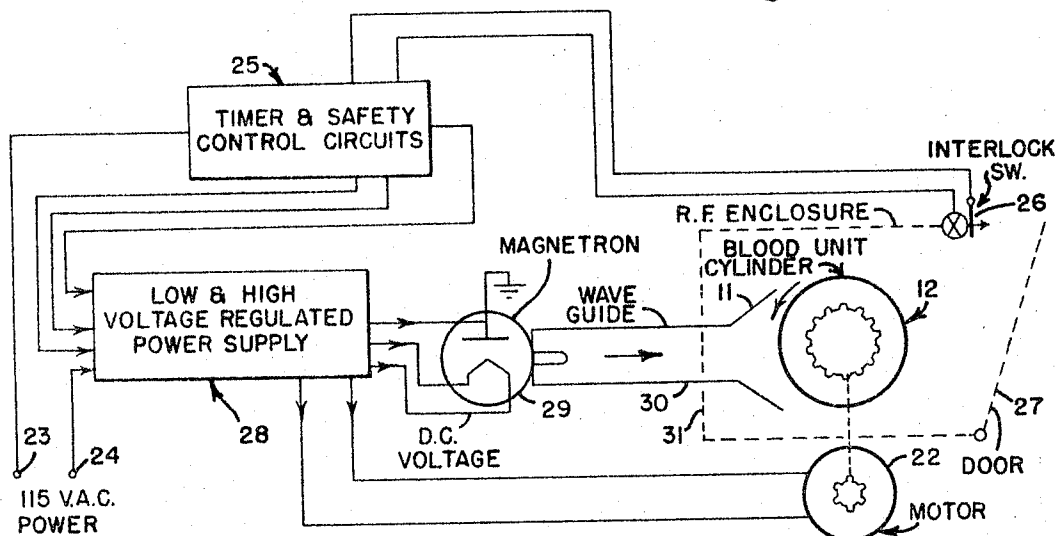 25
TIMER & SAFETY
CONTROL CIRCUITS
INTERLOCK
SW.
26
R.F. ENCLOSURE
MAGNETRON
BLOOD UNIT
CYLINDER
11
12
WAVE
GUIDE
LOW & HIGH
VOLTAGE REGULATED
POWER SUPPLY
29
30
31
27
28
D.C.
VOLTAGE
23
24
22
DOOR
115 V.A.C.
POWER
MOTOR